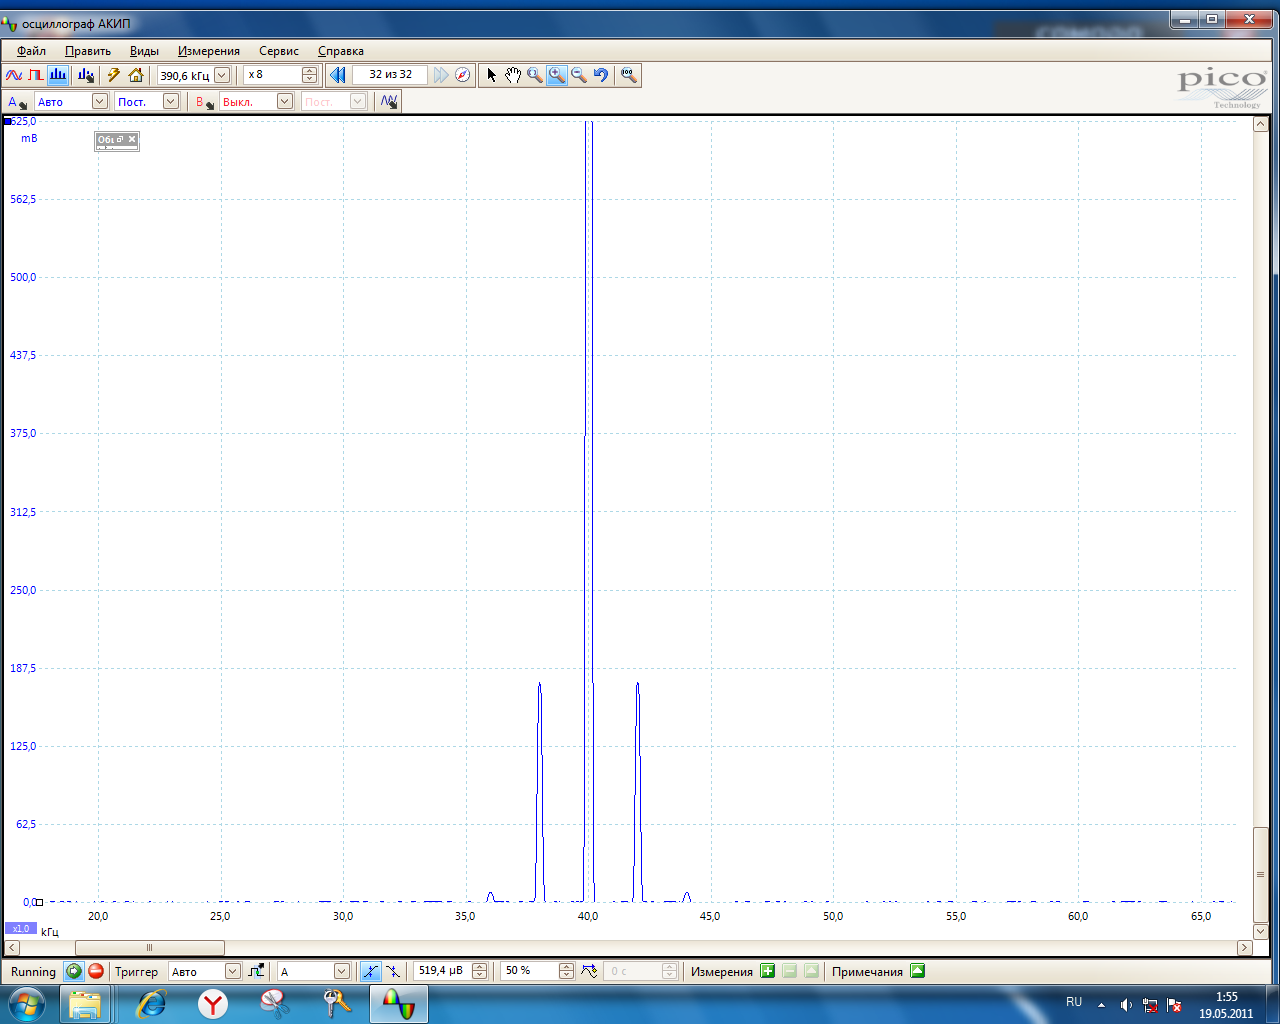 осциллограф АКИП
Файл Править Виды Измерения Сервис Справка
390,6 кГц x 8 32 из 32
A Авто Пост. B Выкл. Пост.
pico
Technology
625,0
мВ
562,5
500,0
437,5
375,0
312,5
250,0
187,5
125,0
62,5
0,0
20,0 25,0 30,0 35,0 40,0 45,0 50,0 55,0 60,0 65,0
x1,0 кГц
Running Триггер Авто A 519,4 µВ 50 % 0 с Измерения Примечания
RU 1:55
19.05.2011